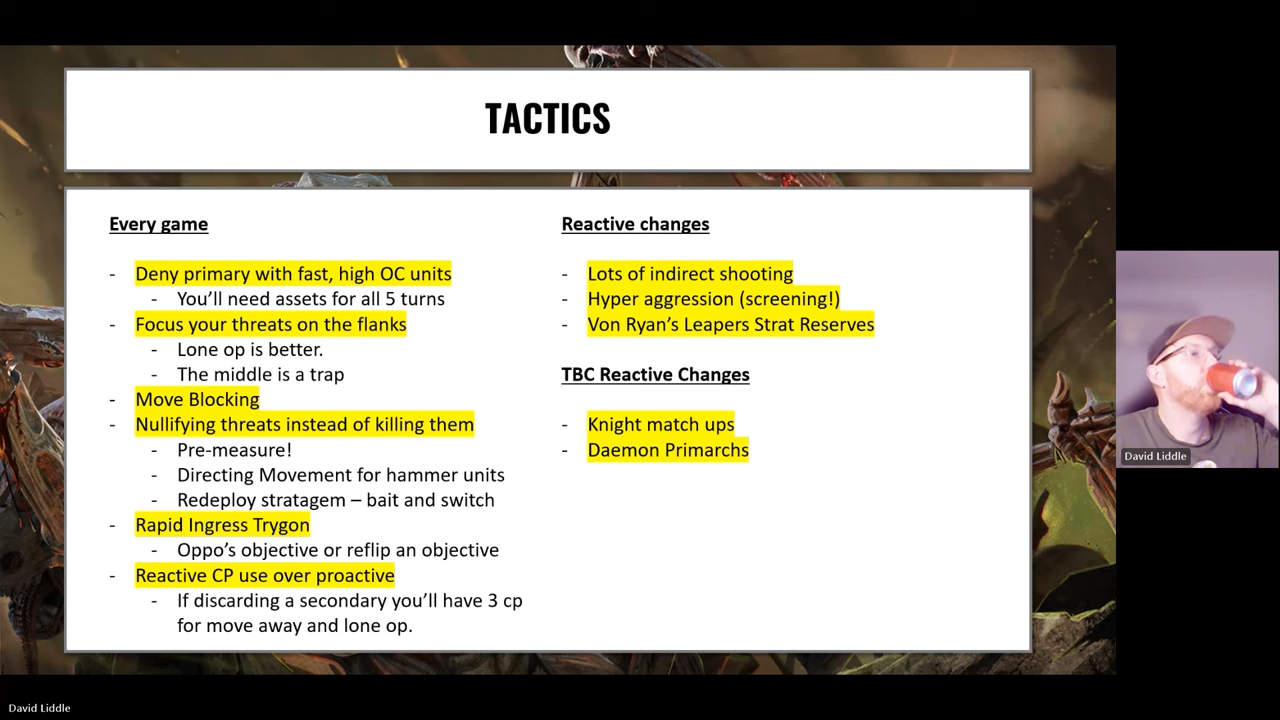 TACTICS
Every game
- Deny primary with fast, high OC units
- You'll need assets for all 5 turns
- Focus your threats on the flanks
- Lone op is better.
- The middle is a trap
- Move Blocking
- Nullifying threats instead of killing them
- Pre-measure!
- Directing Movement for hammer units
- Redeploy stratagem – bait and switch
- Rapid Ingress Trygon
- Oppo's objective or reflip an objective
- Reactive CP use over proactive
- If discarding a secondary you'll have 3 cp
for move away and lone op.
Reactive changes
- Lots of indirect shooting
- Hyper aggression (screening!)
- Von Ryan's Leapers Strat Reserves
TBC Reactive Changes
- Knight match ups
- Daemon Primarchs
David Liddle
David Liddle